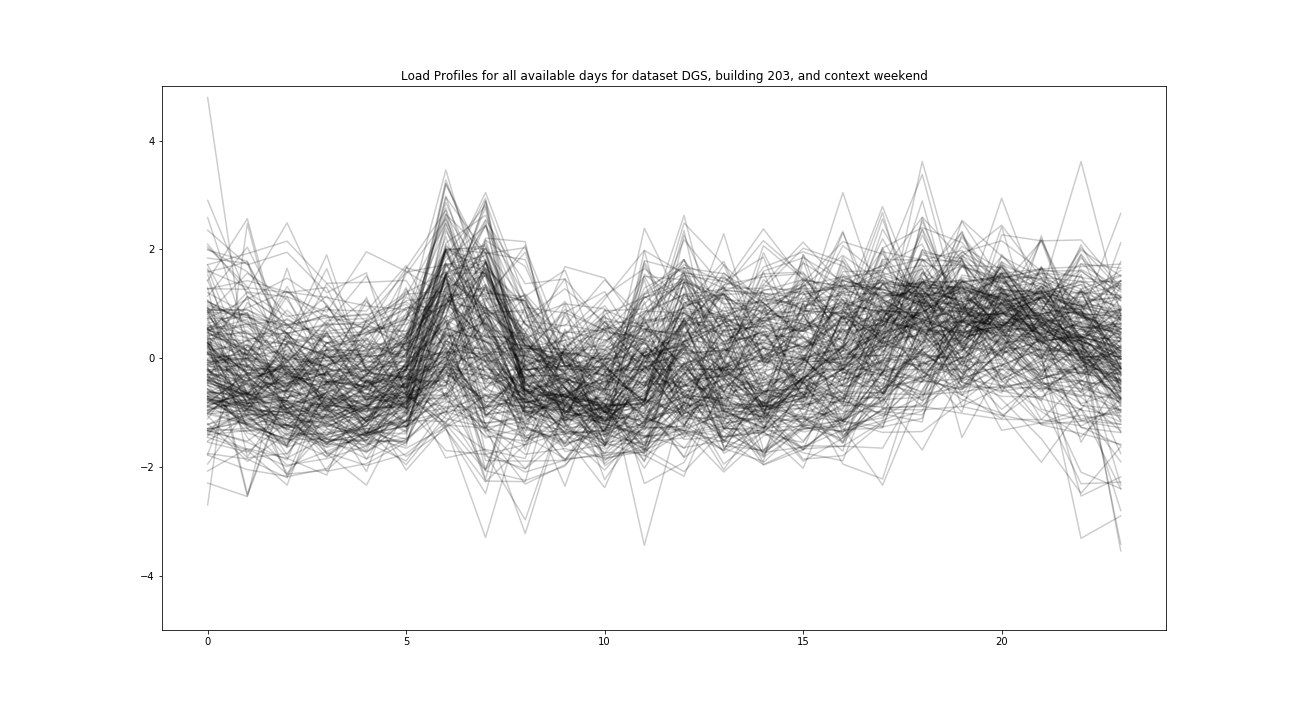 Load Profiles for all available days for dataset DGS, building 203, and context weekend
4
2
0
−2
−4
0 5 10 15 20